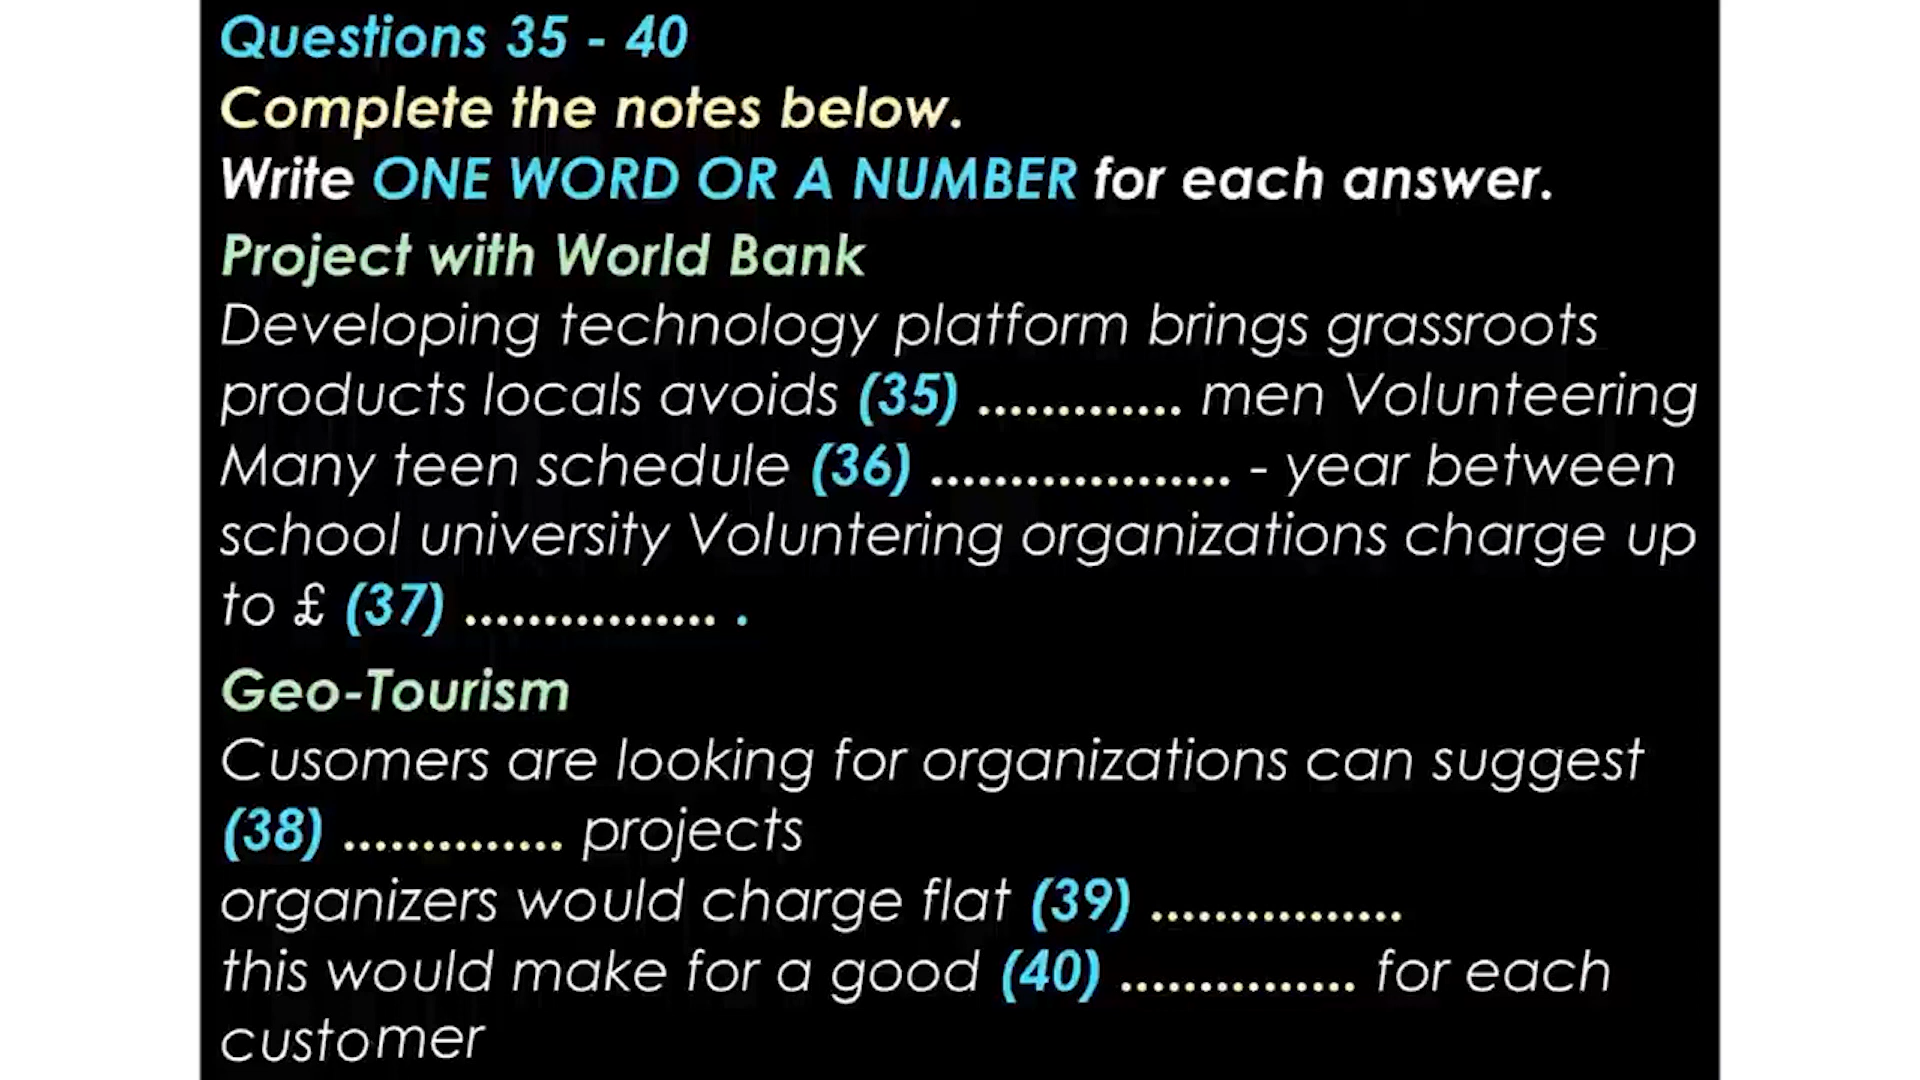 Questions 35 - 40
Complete the notes below.
Write ONE WORD OR A NUMBER for each answer.
Project with World Bank
Developing technology platform brings grassroots
products locals avoids (35) ............. men Volunteering
Many teen schedule (36) ................... - year between
school university Voluntering organizations charge up
to £ (37) ................ .
Geo-Tourism
Cusomers are looking for organizations can suggest
(38) .............. projects
organizers would charge flat (39) ................
this would make for a good (40) ............... for each
customer